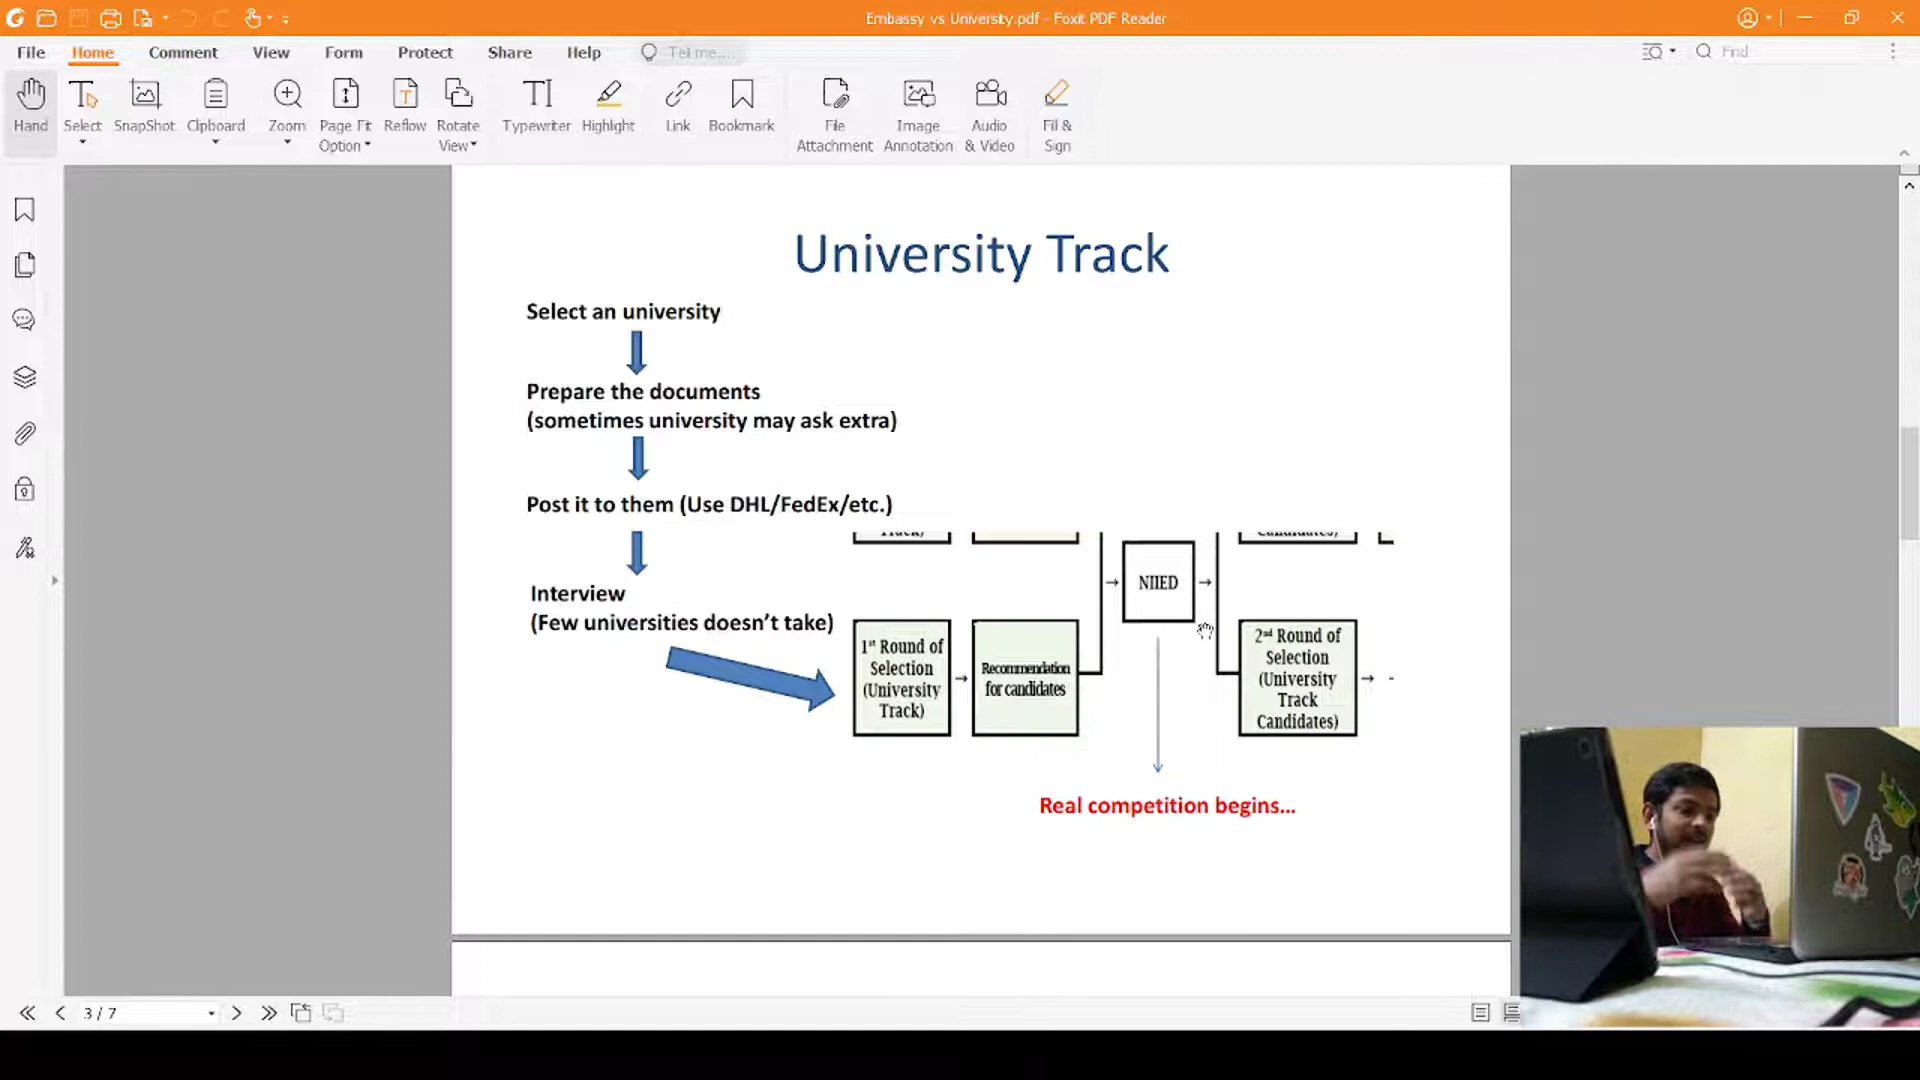 Embassy vs University.pdf - Foxit PDF Reader
File Home Comment View Form Protect Share Help Tell me.... Find
Hand Select SnapShot Clipboard Zoom Page Fit Option Reflow Rotate View Typewriter Highlight Link Bookmark File Attachment Image Annotation Audio & Video Fill & Sign
University Track
Select an university
Prepare the documents
(sometimes university may ask extra)
Post it to them (Use DHL/FedEx/etc.)
Track)
Candidates)
Interview
(Few universities doesn't take)
NIIED
1st Round of
Selection
(University
Track)
Recommendation
for candidates
2nd Round of
Selection
(University
Track
Candidates)
Real competition begins...
3 / 7